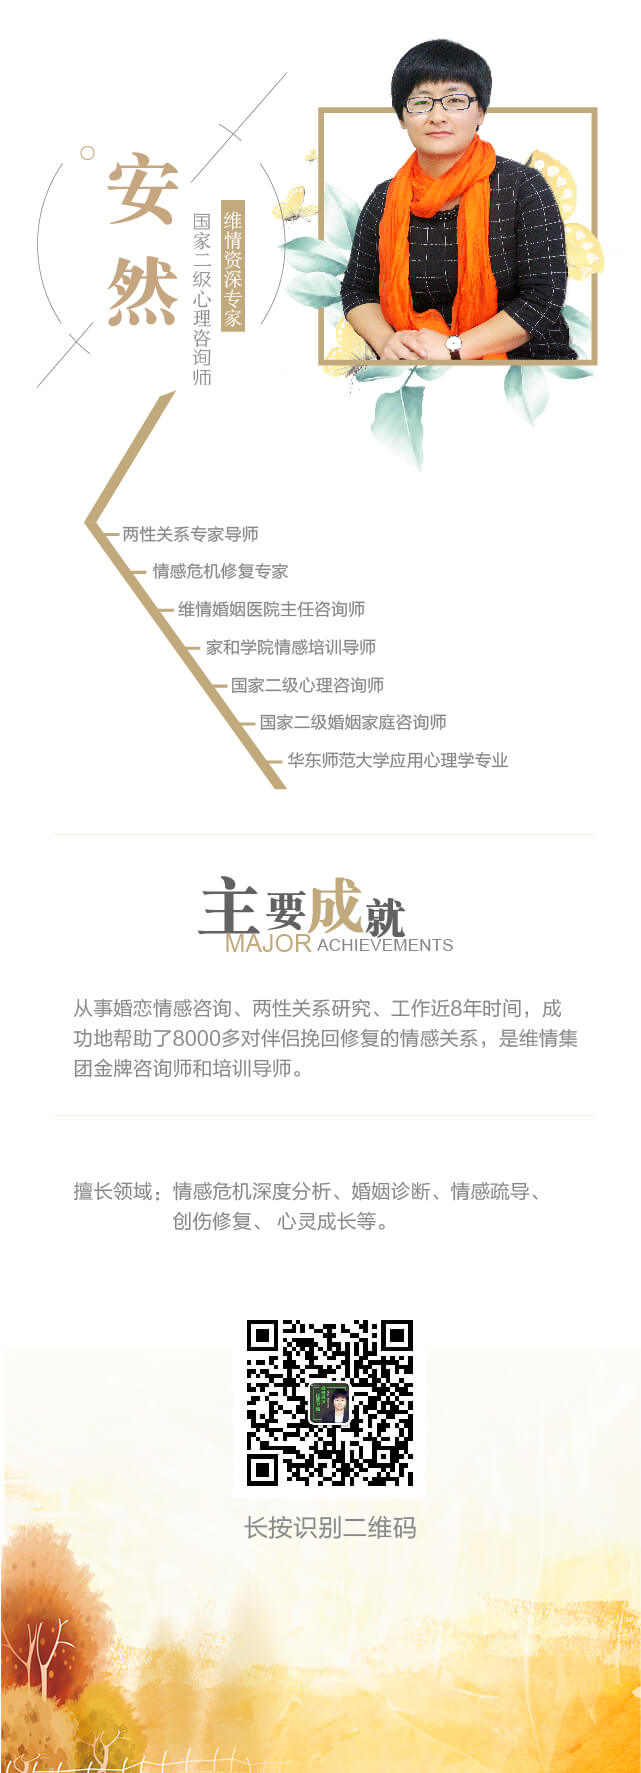 安然
维情资深专家
国家二级心理咨询师
两性关系专家导师
情感危机修复专家
维情婚姻医院主任咨询师
家和学院情感培训导师
国家二级心理咨询师
国家二级婚姻家庭咨询师
华东师范大学应用心理学专业
主要成就
MAJOR ACHIEVEMENTS
从事婚恋情感咨询、两性关系研究、工作近8年时间，成
功地帮助了8000多对伴侣挽回修复的情感关系，是维情集
团金牌咨询师和培训导师。
擅长领域：情感危机深度分析、婚姻诊断、情感疏导、
创伤修复、心灵成长等。
长按识别二维码